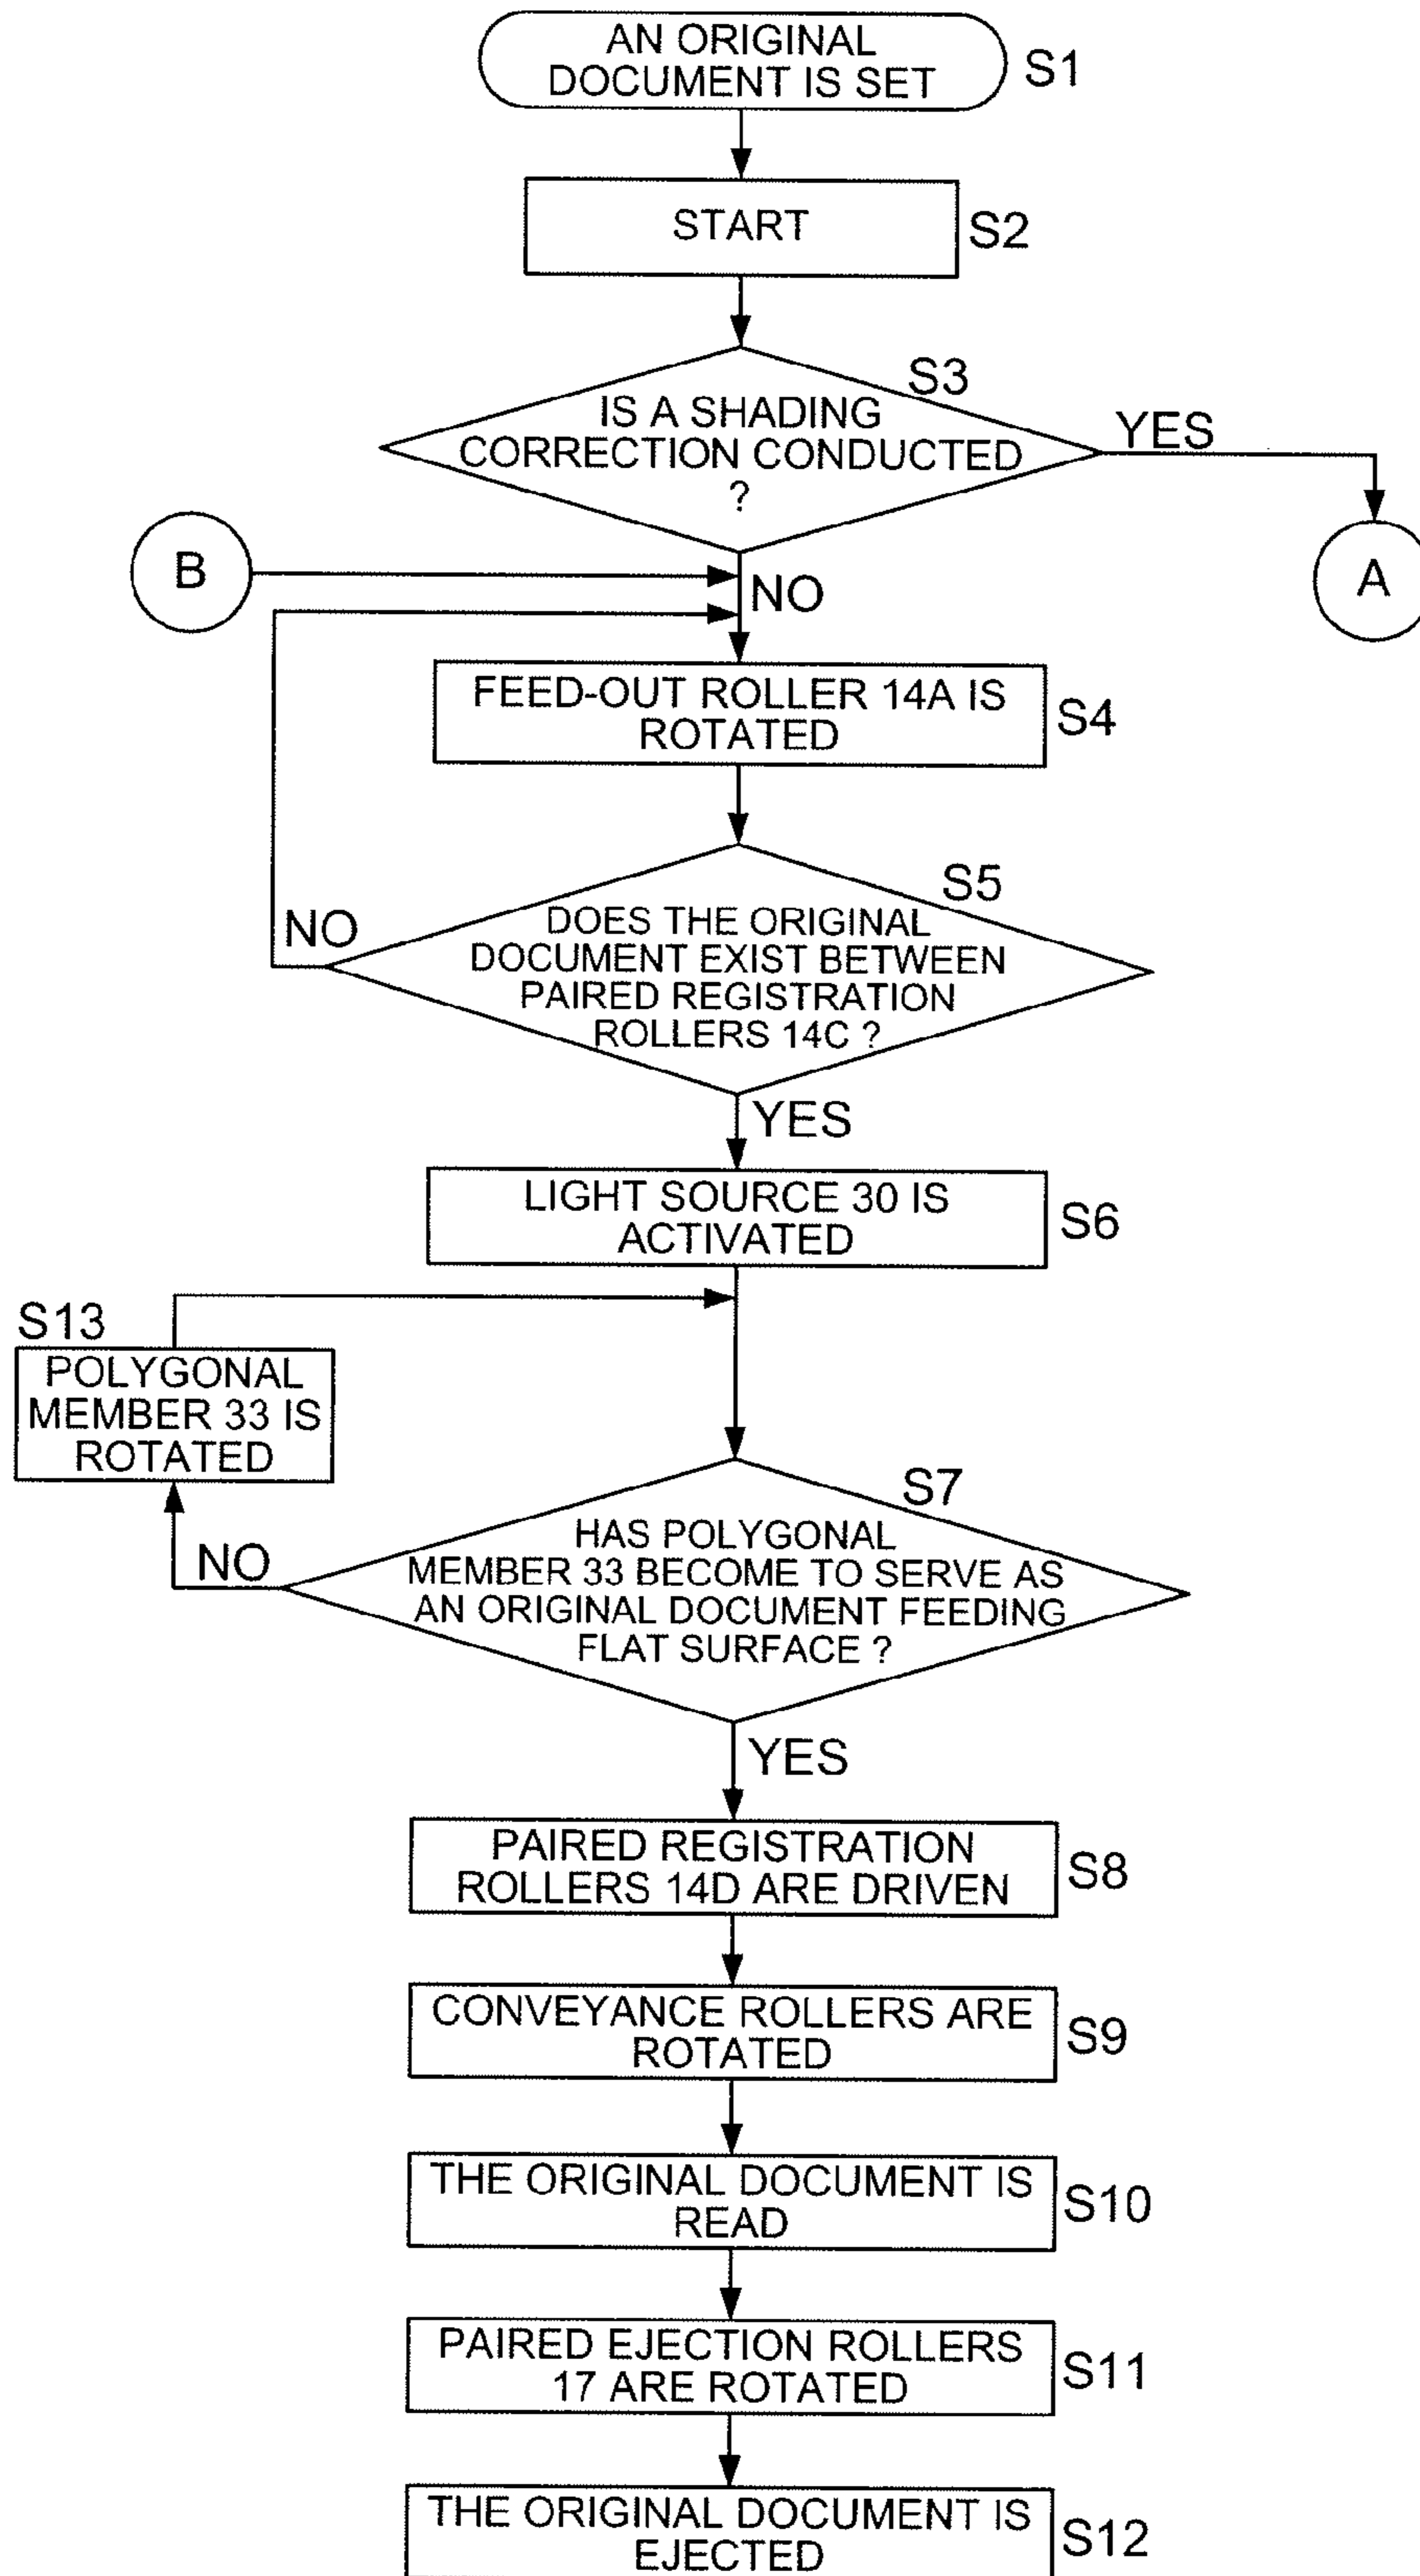 AN ORIGINAL
DOCUMENT IS SET
S1
START
S2
S3
IS A SHADING
CORRECTION CONDUCTED
?
YES
A
B
NO
FEED-OUT ROLLER 14A IS
ROTATED
S4
S5
DOES THE ORIGINAL
DOCUMENT EXIST BETWEEN
PAIRED REGISTRATION
ROLLERS 14C ?
NO
YES
LIGHT SOURCE 30 IS
ACTIVATED
S6
S13
POLYGONAL
MEMBER 33 IS
ROTATED
S7
HAS POLYGONAL
MEMBER 33 BECOME TO SERVE AS
AN ORIGINAL DOCUMENT FEEDING
FLAT SURFACE ?
NO
YES
PAIRED REGISTRATION
ROLLERS 14D ARE DRIVEN
S8
CONVEYANCE ROLLERS ARE
ROTATED
S9
THE ORIGINAL DOCUMENT IS
READ
S10
PAIRED EJECTION ROLLERS
17 ARE ROTATED
S11
THE ORIGINAL DOCUMENT IS
EJECTED
S12